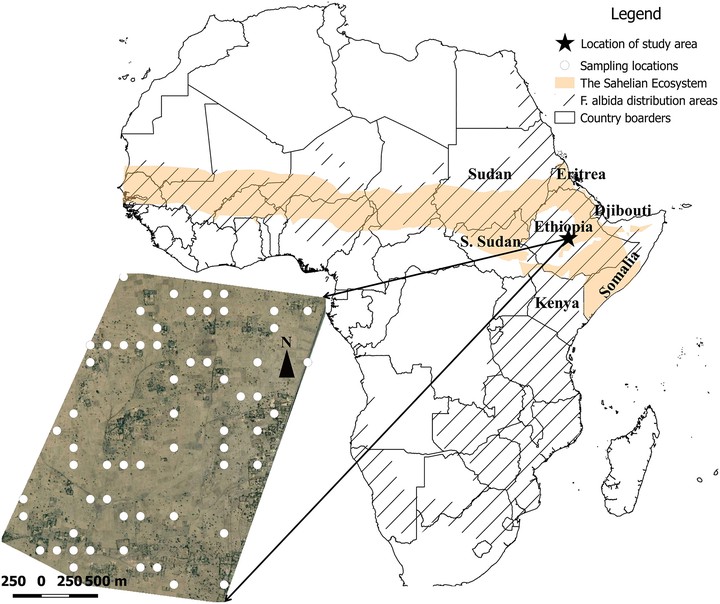 Legend
Location of study area
Sampling locations
The Sahelian Ecosystem
F. albida distribution areas
Country boarders
Sudan
Eritrea
Djibouti
Ethiopia
S. Sudan
Somalia
Kenya
N
250 0 250 500 m